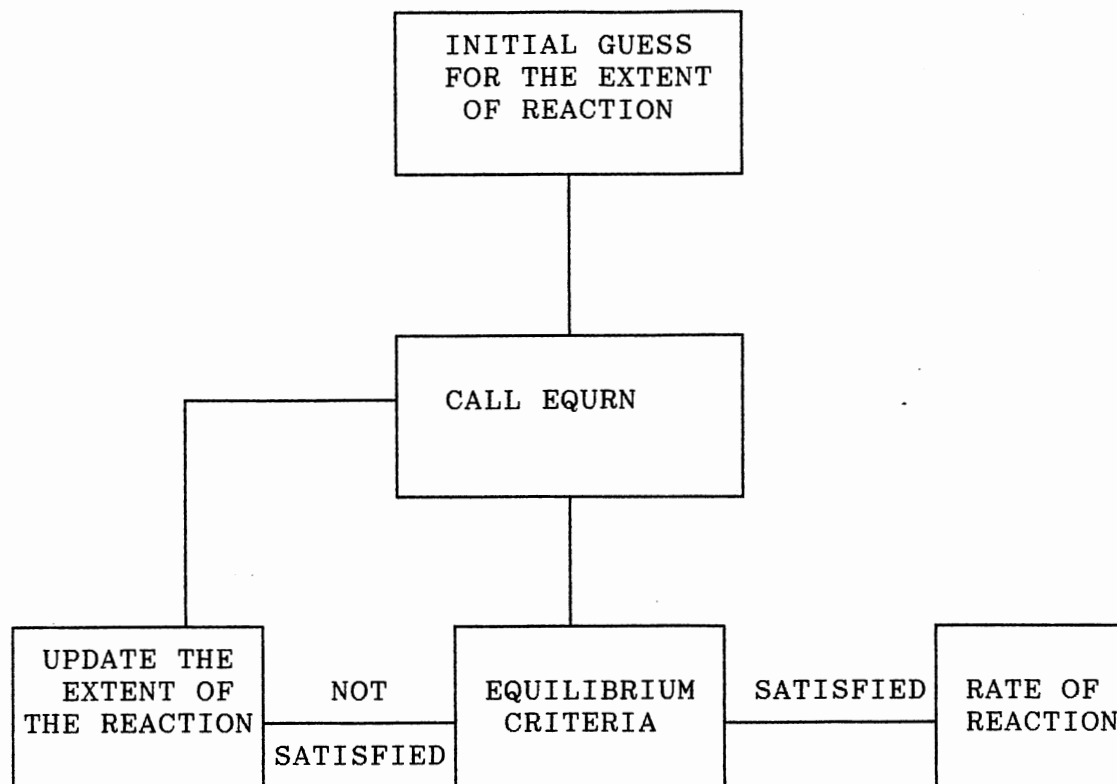 INITIAL GUESS
FOR THE EXTENT
OF REACTION
CALL EQURN
UPDATE THE
EXTENT OF
THE REACTION
NOT
SATISFIED
EQUILIBRIUM
CRITERIA
SATISFIED
RATE OF
REACTION